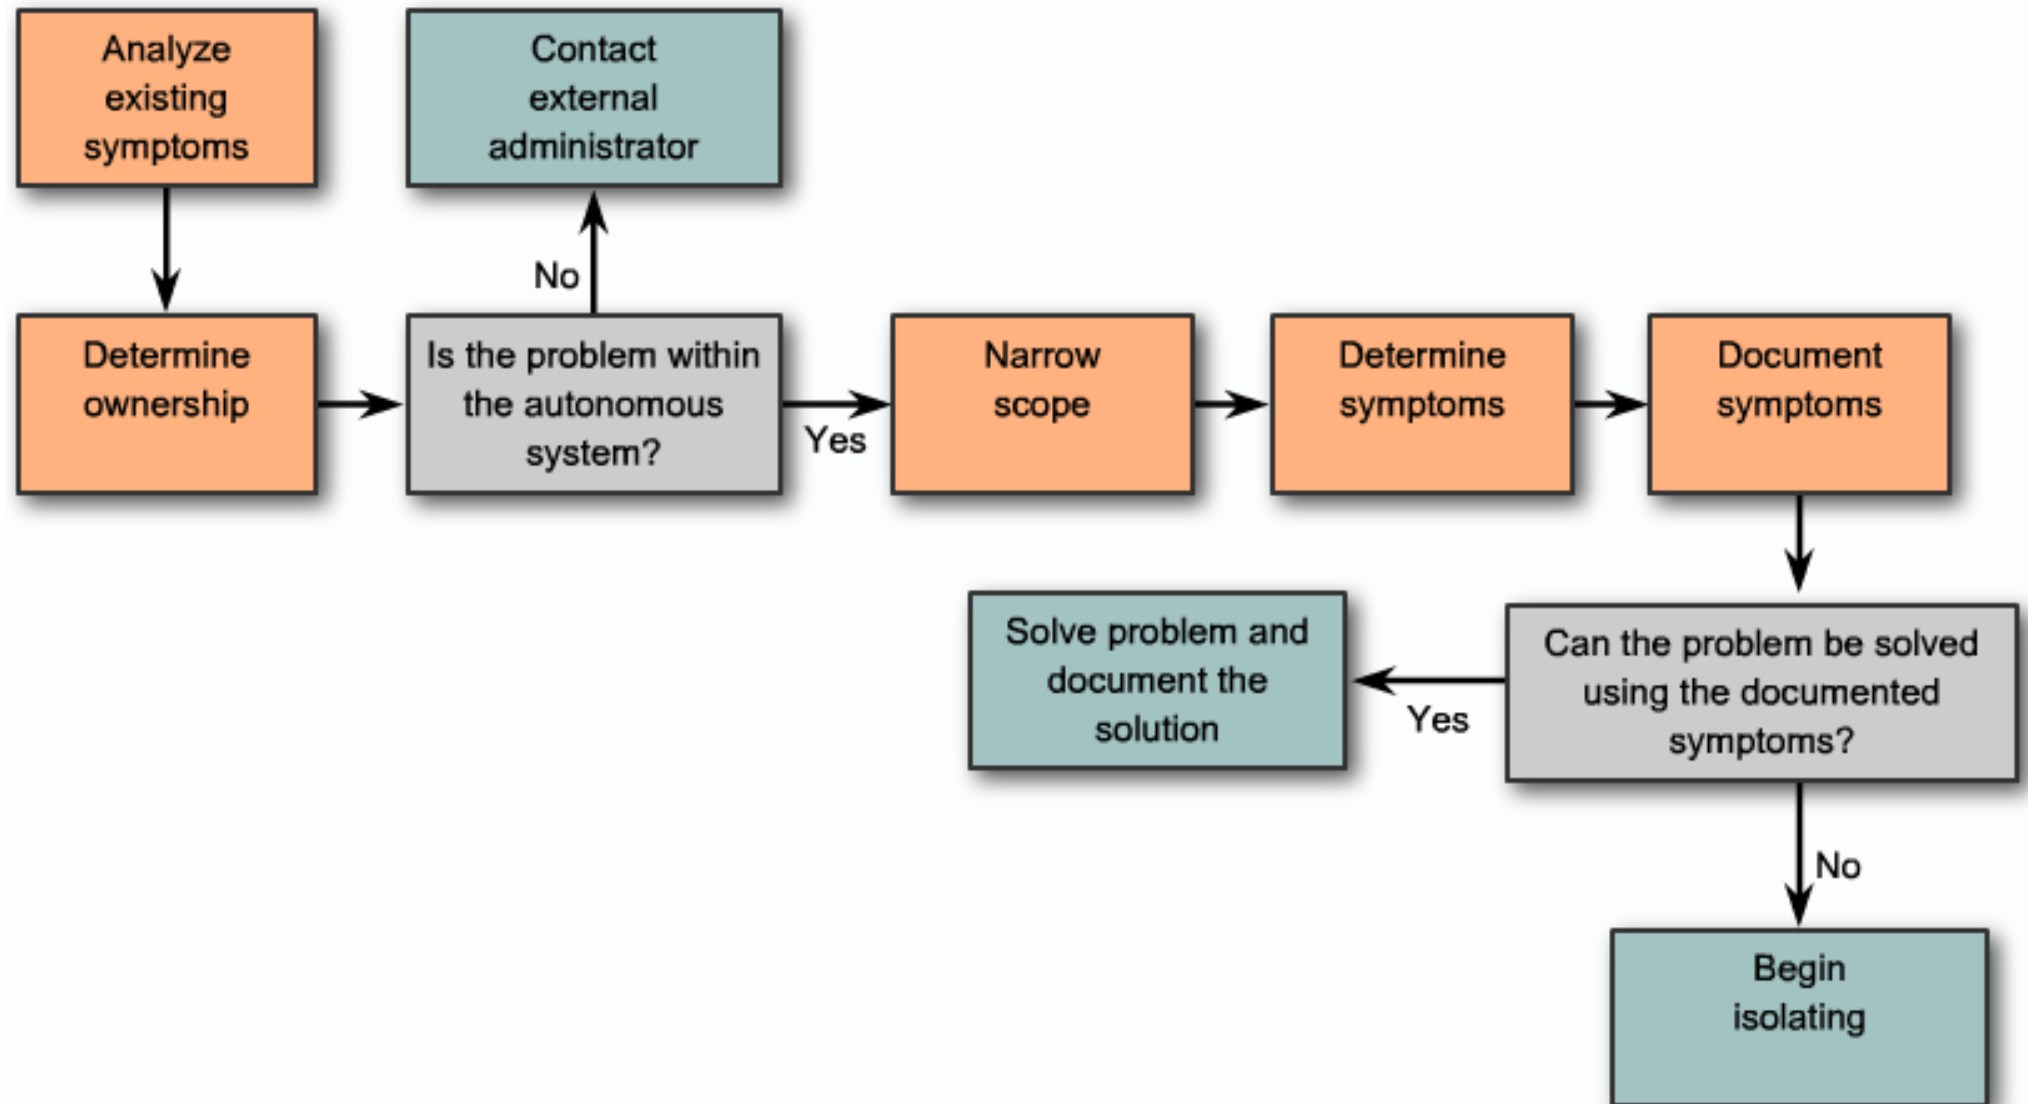 Analyze
existing
symptoms
Contact
external
administrator
No
Determine
ownership
Is the problem within
the autonomous
system?
Yes
Narrow
scope
Determine
symptoms
Document
symptoms
Solve problem and
document the
solution
Yes
Can the problem be solved
using the documented
symptoms?
No
Begin
isolating